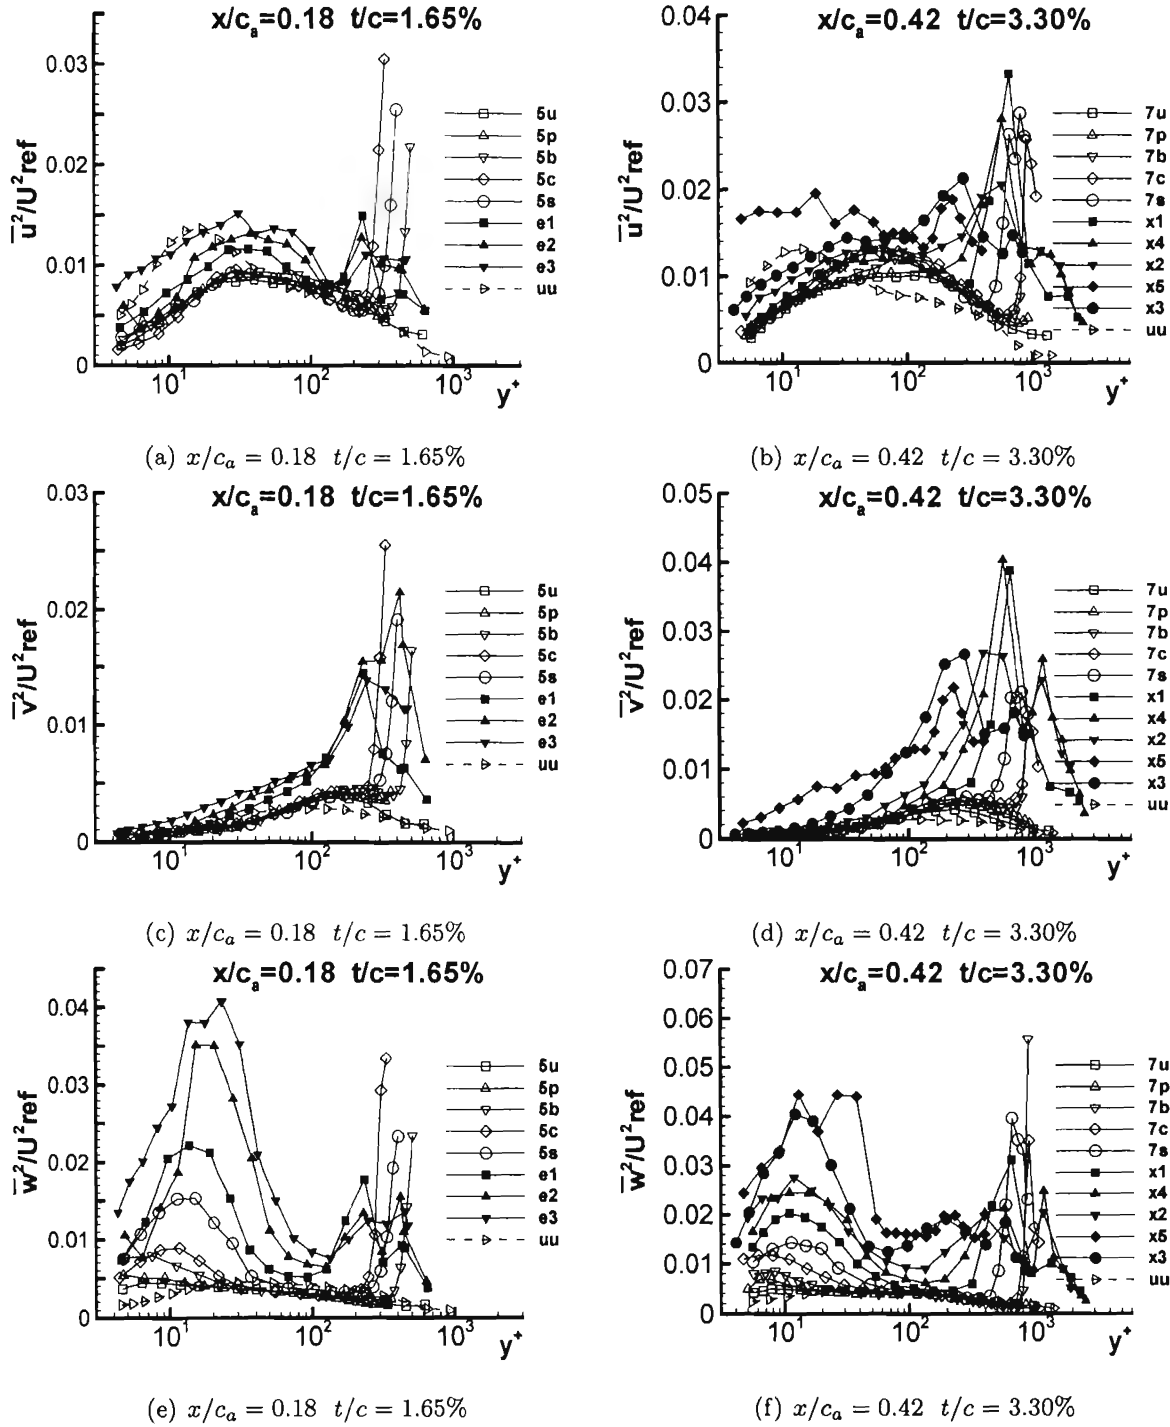 x/cₐ=0.18 t/c=1.65%
0.03
0.02
0.01
0
u̅²/U²ref
10¹ 10² 10³ y⁺
5u
5p
5b
5c
5s
e1
e2
e3
uu
(a) x/cₐ = 0.18 t/c = 1.65%
x/cₐ=0.42 t/c=3.30%
0.04
0.03
0.02
0.01
0
u̅²/U²ref
10¹ 10² 10³ y⁺
7u
7p
7b
7c
7s
x1
x4
x2
x5
x3
uu
(b) x/cₐ = 0.42 t/c = 3.30%
x/cₐ=0.18 t/c=1.65%
0.03
0.02
0.01
0
v̅²/U²ref
10¹ 10² 10³ y⁺
5u
5p
5b
5c
5s
e1
e2
e3
uu
(c) x/cₐ = 0.18 t/c = 1.65%
x/cₐ=0.42 t/c=3.30%
0.05
0.04
0.03
0.02
0.01
0
v̅²/U²ref
10¹ 10² 10³ y⁺
7u
7p
7b
7c
7s
x1
x4
x2
x5
x3
uu
(d) x/cₐ = 0.42 t/c = 3.30%
x/cₐ=0.18 t/c=1.65%
0.04
0.03
0.02
0.01
0
w̅²/U²ref
10¹ 10² 10³ y⁺
5u
5p
5b
5c
5s
e1
e2
e3
uu
(e) x/cₐ = 0.18 t/c = 1.65%
x/cₐ=0.42 t/c=3.30%
0.07
0.06
0.05
0.04
0.03
0.02
0.01
0
w̅²/U²ref
10¹ 10² 10³ y⁺
7u
7p
7b
7c
7s
x1
x4
x2
x5
x3
uu
(f) x/cₐ = 0.42 t/c = 3.30%